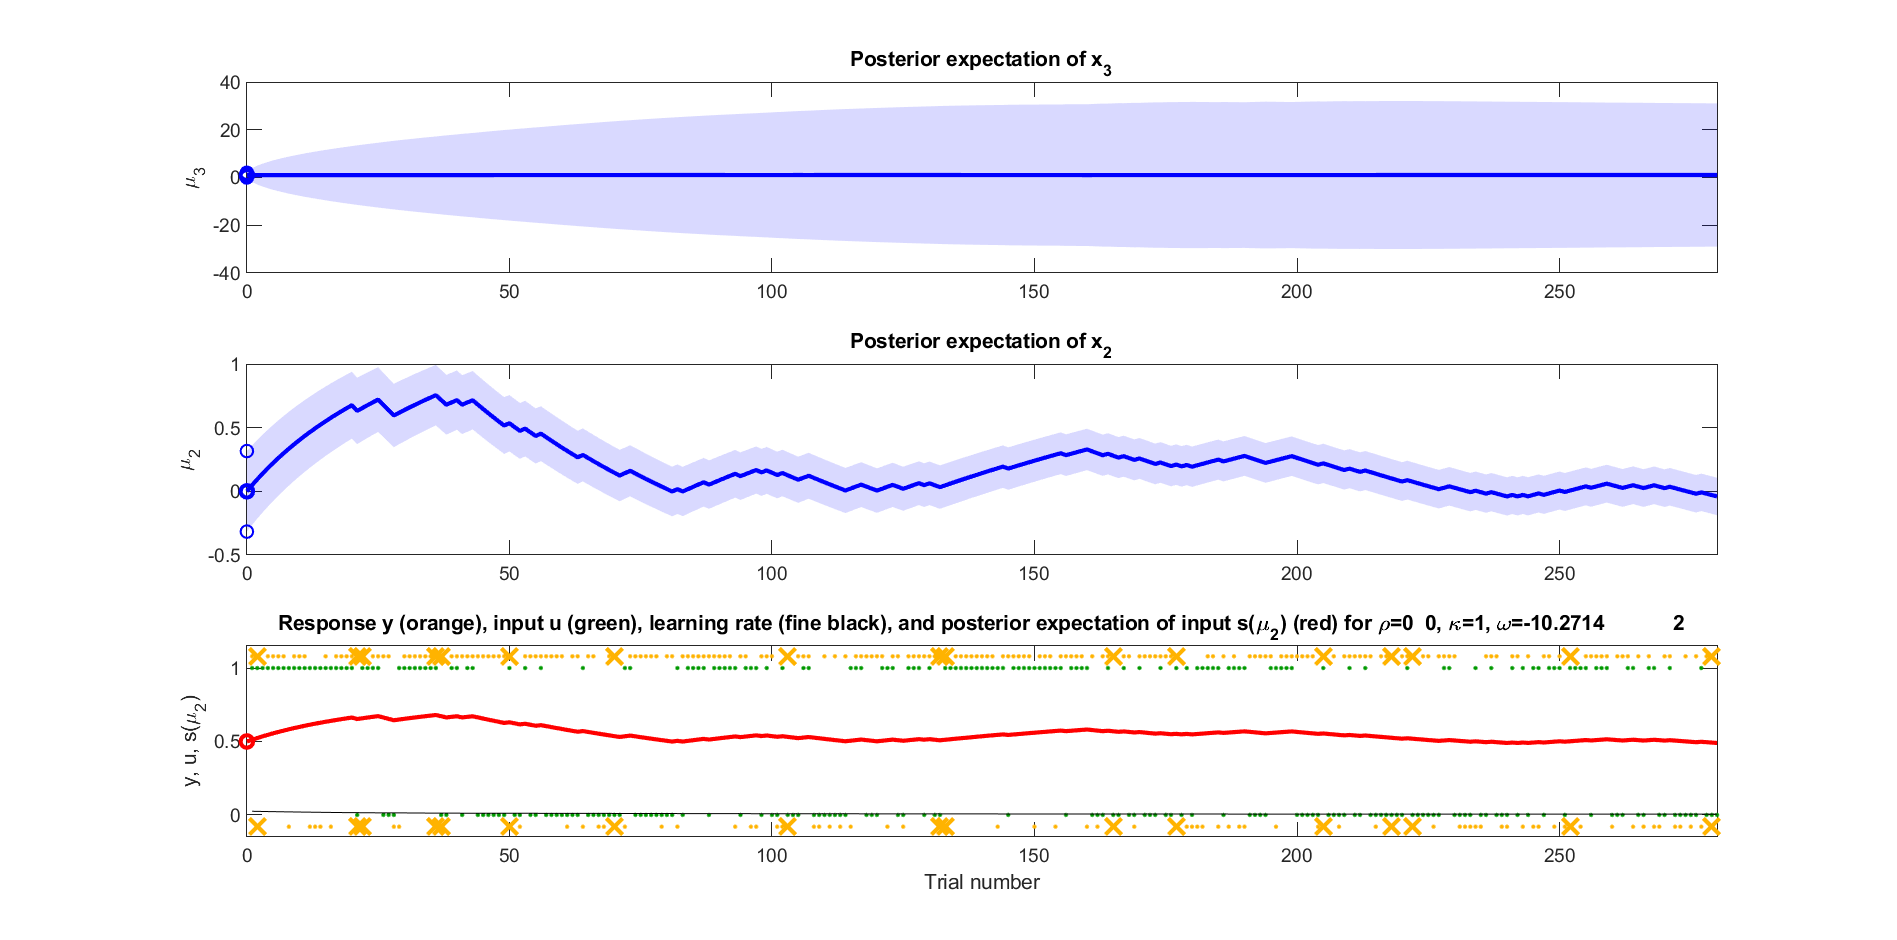 Posterior expectation of x3
40
20
0
-20
-40
μ3
0 50 100 150 200 250
Posterior expectation of x2
1
0.5
0
-0.5
μ2
0 50 100 150 200 250
Response y (orange), input u (green), learning rate (fine black), and posterior expectation of input s(μ2) (red) for ρ=0 0, κ=1, ω=-10.2714 2
1
0.5
0
y, u, s(μ2)
0 50 100 150 200 250
Trial number